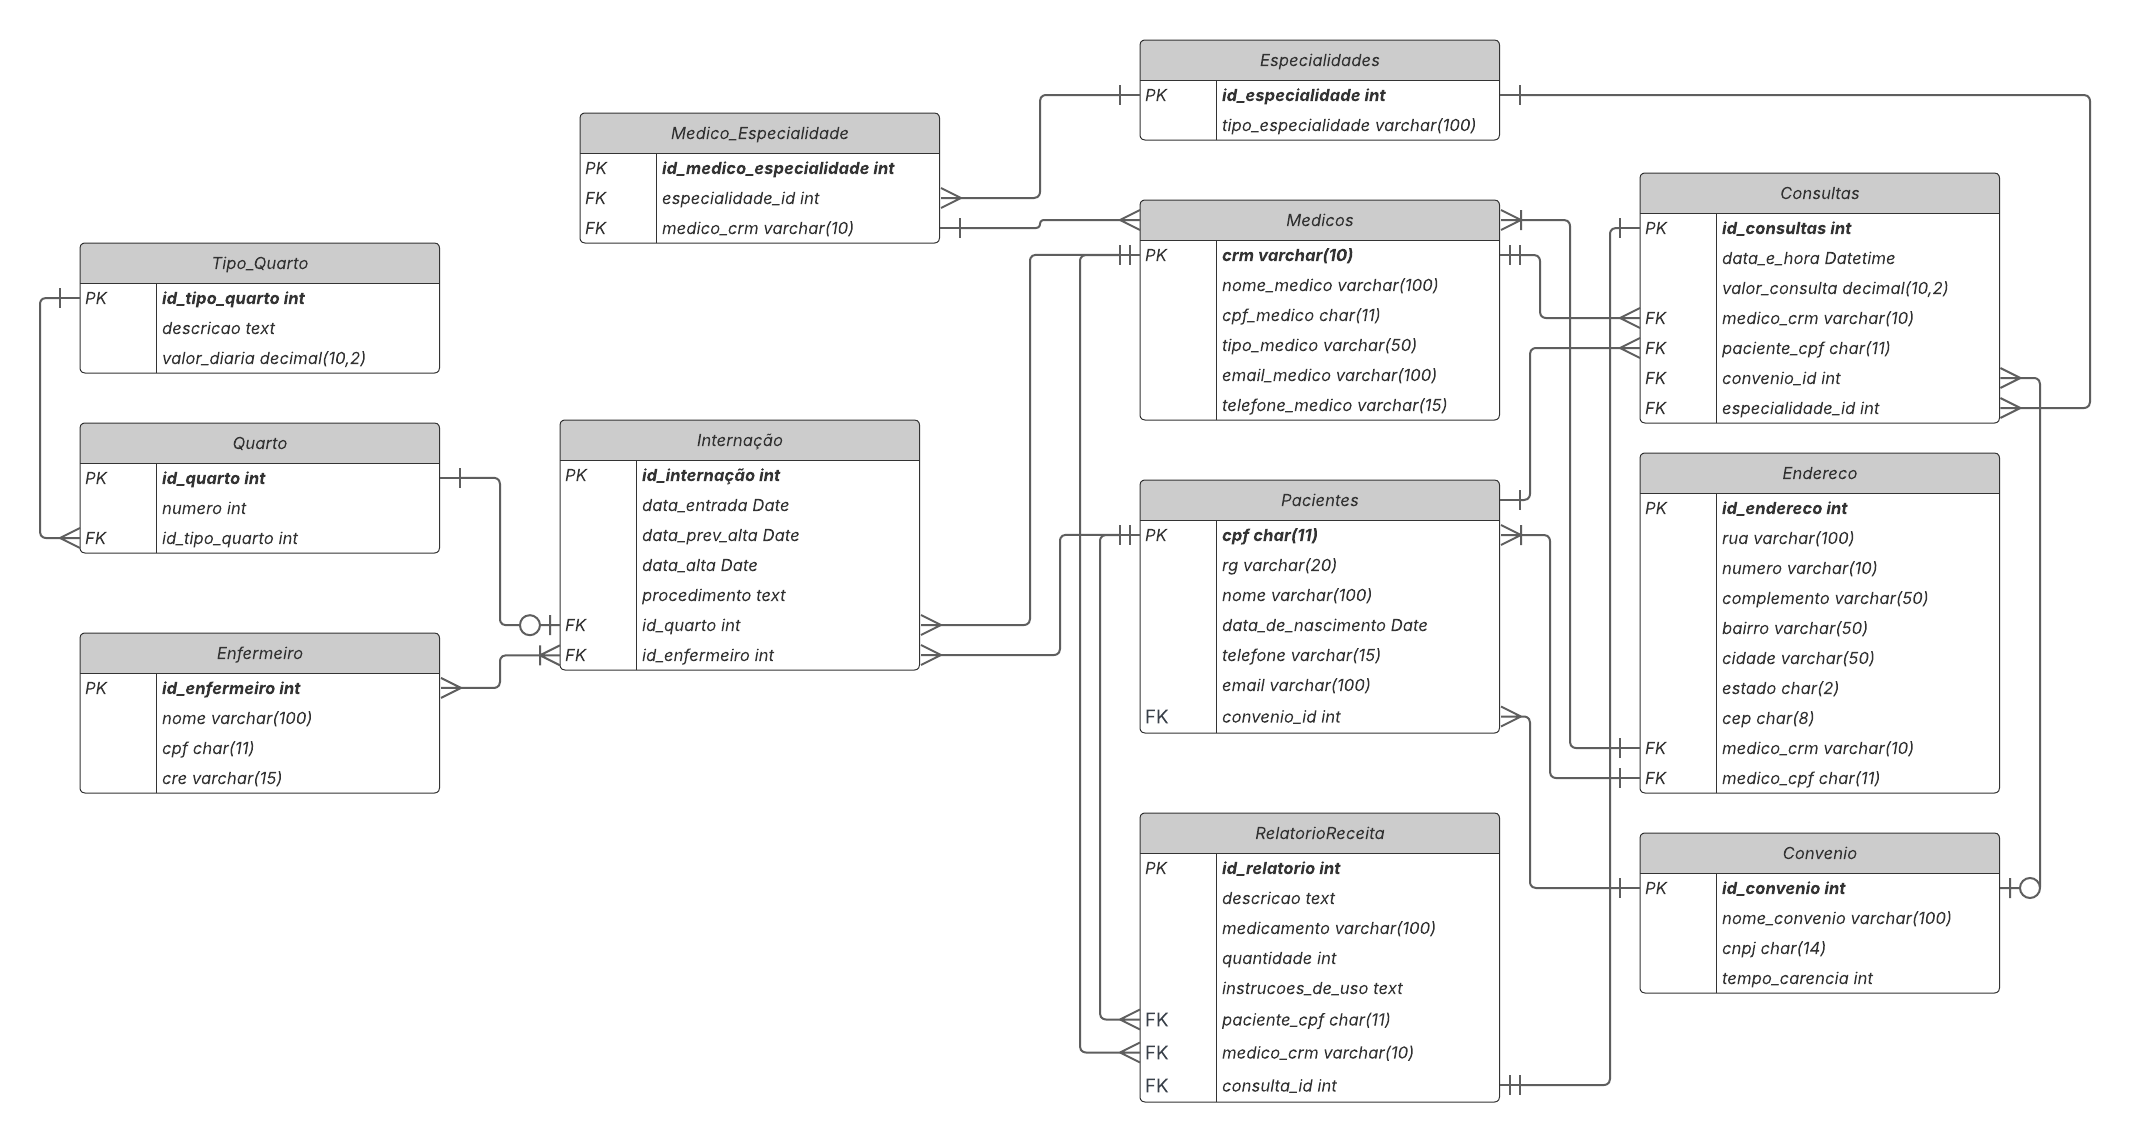 Especialidades
PK id_especialidade int
tipo_especialidade varchar(100)
Medico_Especialidade
PK id_medico_especialidade int
FK especialidade_id int
FK medico_crm varchar(10)
Medicos
PK crm varchar(10)
nome_medico varchar(100)
cpf_medico char(11)
tipo_medico varchar(50)
email_medico varchar(100)
telefone_medico varchar(15)
Consultas
PK id_consultas int
data_e_hora Datetime
valor_consulta decimal(10,2)
FK medico_crm varchar(10)
FK paciente_cpf char(11)
FK convenio_id int
FK especialidade_id int
Tipo_Quarto
PK id_tipo_quarto int
descricao text
valor_diaria decimal(10,2)
Quarto
PK id_quarto int
numero int
FK id_tipo_quarto int
Internação
PK id_internação int
data_entrada Date
data_prev_alta Date
data_alta Date
procedimento text
FK id_quarto int
FK id_enfermeiro int
Enfermeiro
PK id_enfermeiro int
nome varchar(100)
cpf char(11)
cre varchar(15)
Pacientes
PK cpf char(11)
rg varchar(20)
nome varchar(100)
data_de_nascimento Date
telefone varchar(15)
email varchar(100)
FK convenio_id int
Endereco
PK id_endereco int
rua varchar(100)
numero varchar(10)
complemento varchar(50)
bairro varchar(50)
cidade varchar(50)
estado char(2)
cep char(8)
FK medico_crm varchar(10)
FK medico_cpf char(11)
RelatorioReceita
PK id_relatorio int
descricao text
medicamento varchar(100)
quantidade int
instrucoes_de_uso text
FK paciente_cpf char(11)
FK medico_crm varchar(10)
FK consulta_id int
Convenio
PK id_convenio int
nome_convenio varchar(100)
cnpj char(14)
tempo_carencia int